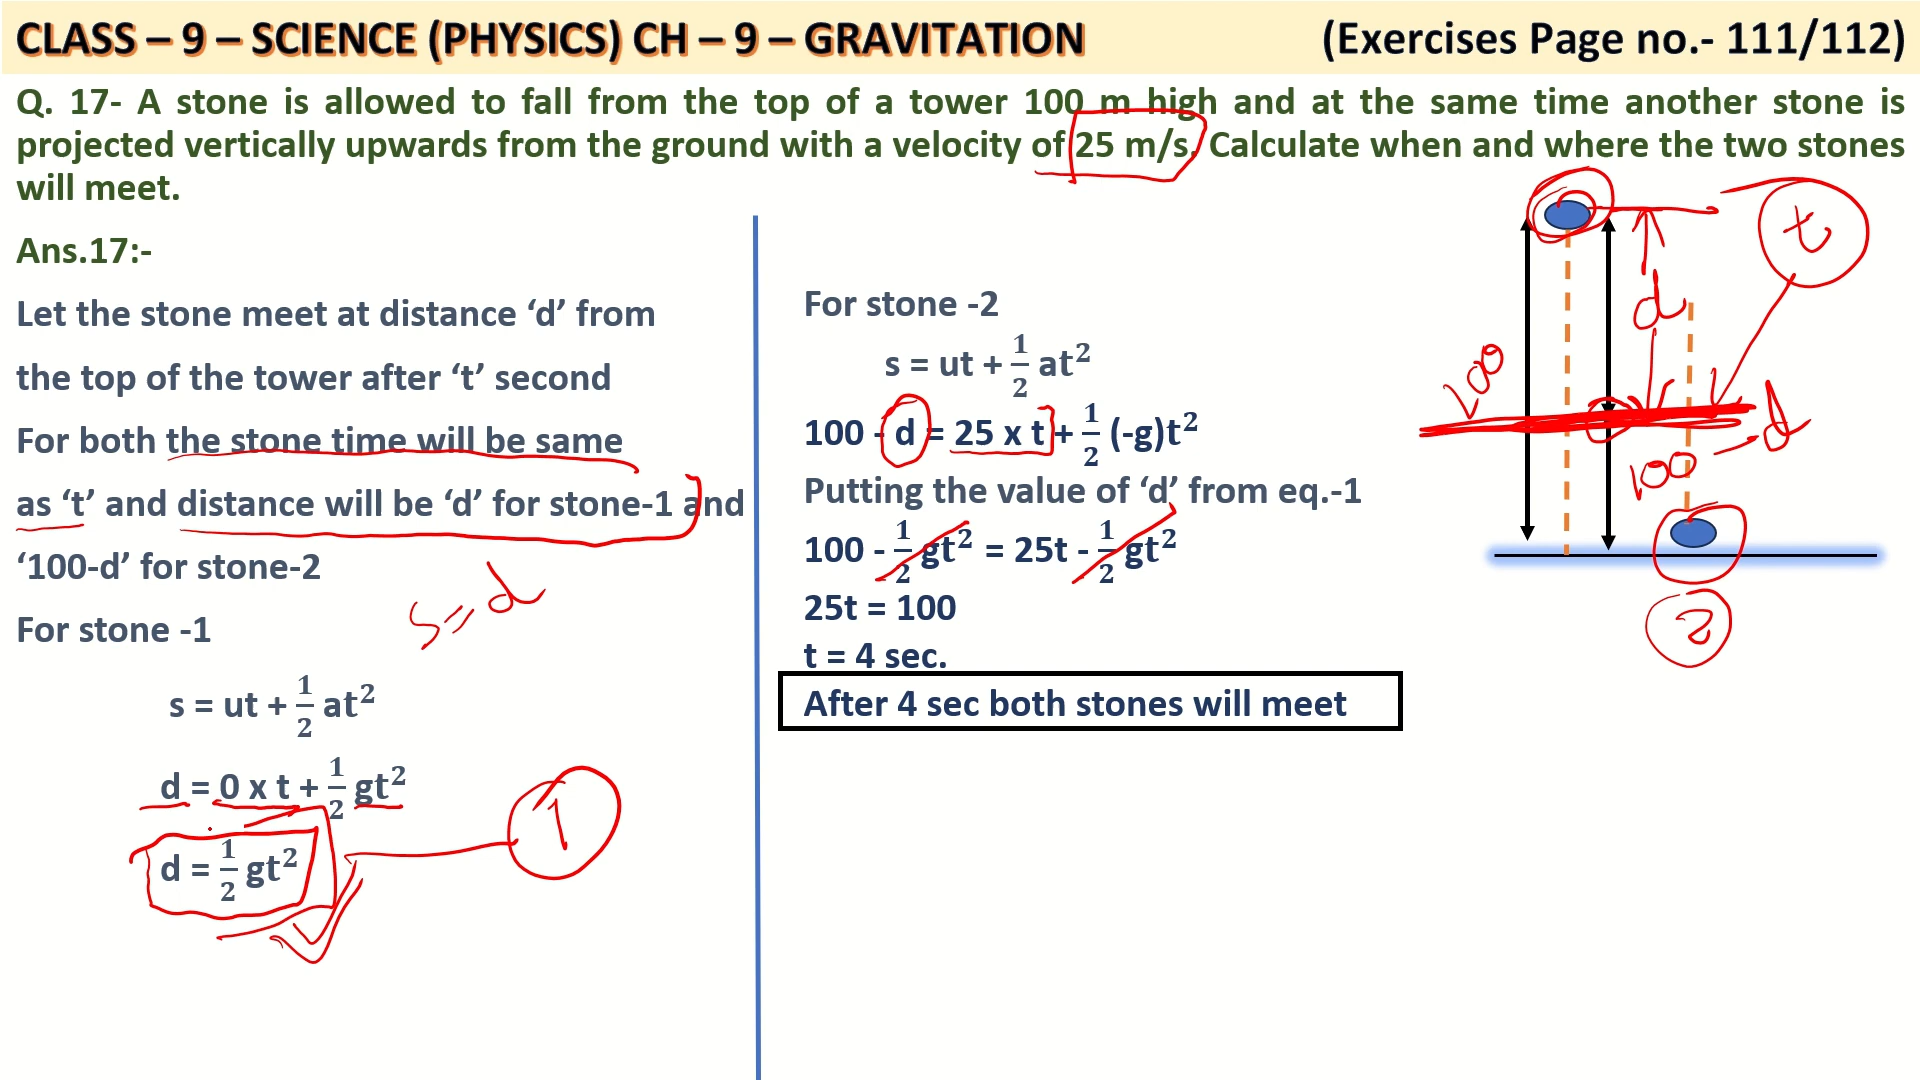 CLASS – 9 – SCIENCE (PHYSICS) CH – 9 – GRAVITATION (Exercises Page no.- 111/112)
Q. 17- A stone is allowed to fall from the top of a tower 100 m high and at the same time another stone is
projected vertically upwards from the ground with a velocity of 25 m/s. Calculate when and where the two stones
will meet.
Ans.17:-
Let the stone meet at distance ‘d’ from
the top of the tower after ‘t’ second
For both the stone time will be same
as ‘t’ and distance will be ‘d’ for stone-1 and
‘100-d’ for stone-2
For stone -1
s = d
s = ut + 1/2 at²
d = 0 x t + 1/2 gt²
d = 1/2 gt²
1
For stone -2
s = ut + 1/2 at²
100 - d = 25 x t + 1/2 (-g)t²
Putting the value of ‘d’ from eq.-1
100 - 1/2 gt² = 25t - 1/2 gt²
25t = 100
t = 4 sec.
After 4 sec both stones will meet
t
d
100
100 - d
2